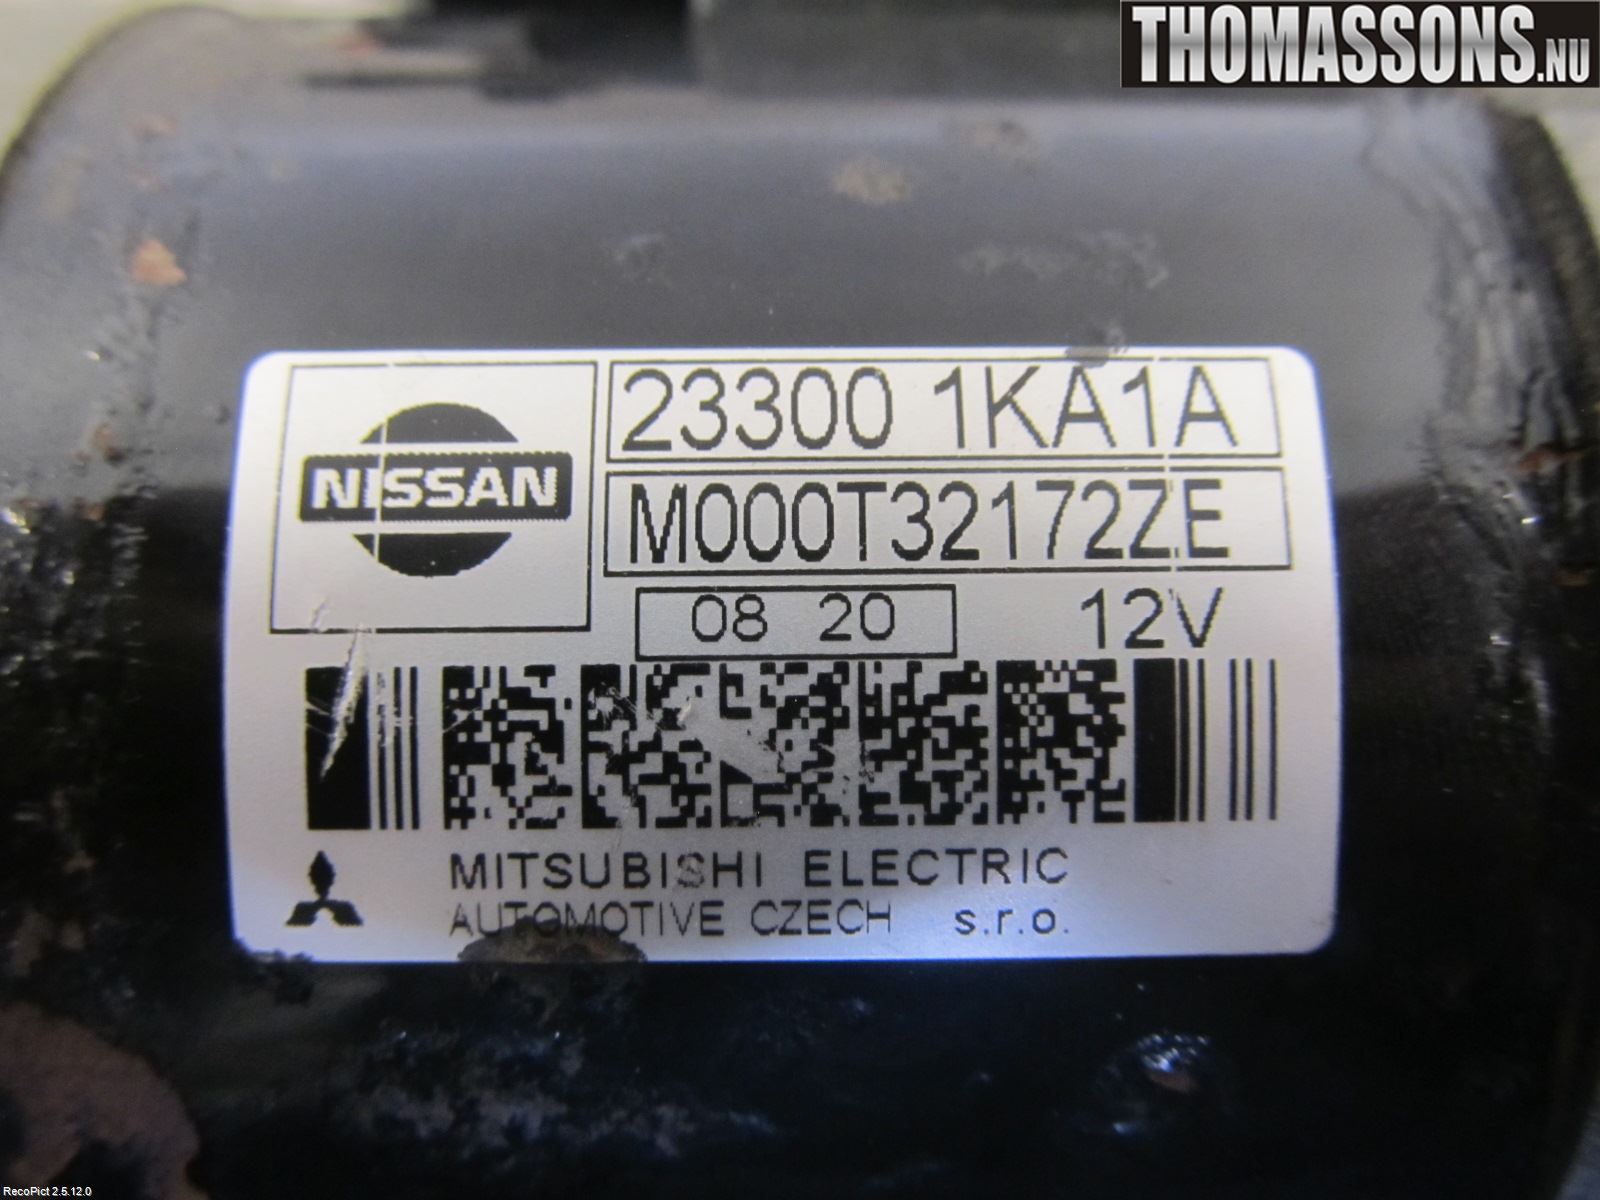 THOMASSONS.NU
NISSAN
23300 1KA1A
M000T32172ZE
08 20
12V
MITSUBISHI ELECTRIC
AUTOMOTIVE CZECH s.r.o.
RecoPict 2.5.12.0